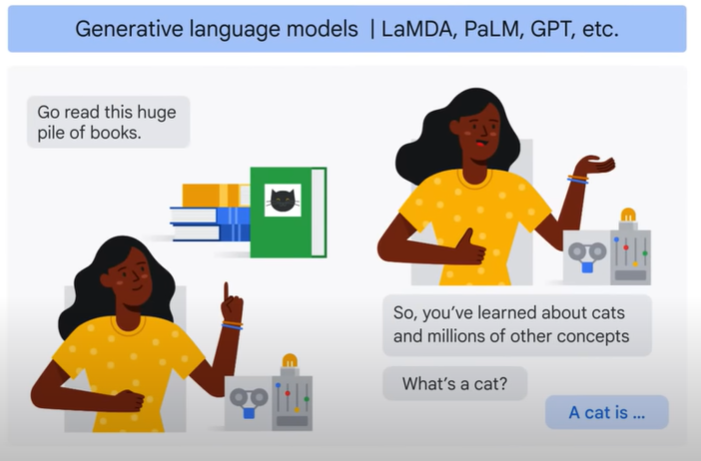 Generative language models | LaMDA, PaLM, GPT, etc.
Go read this huge
pile of books.
So, you've learned about cats
and millions of other concepts
What's a cat?
A cat is ...